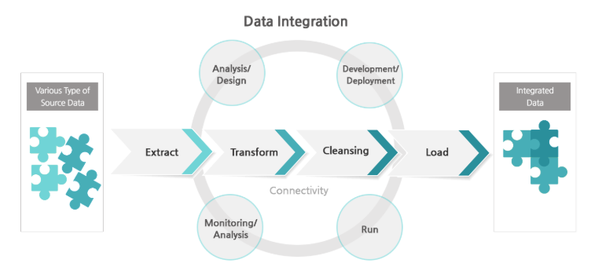 Data Integration
Analysis/
Design
Development/
Deployment
Various Type of
Source Data
Integrated
Data
Extract
Transform
Cleansing
Load
Connectivity
Monitoring/
Analysis
Run